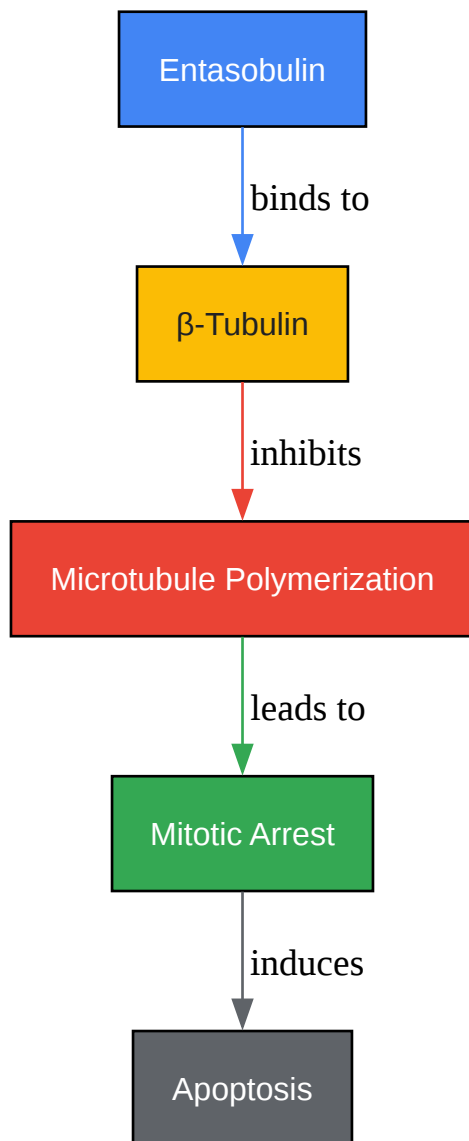 Entasobulin
binds to
β-Tubulin
inhibits
Microtubule Polymerization
leads to
Mitotic Arrest
induces
Apoptosis